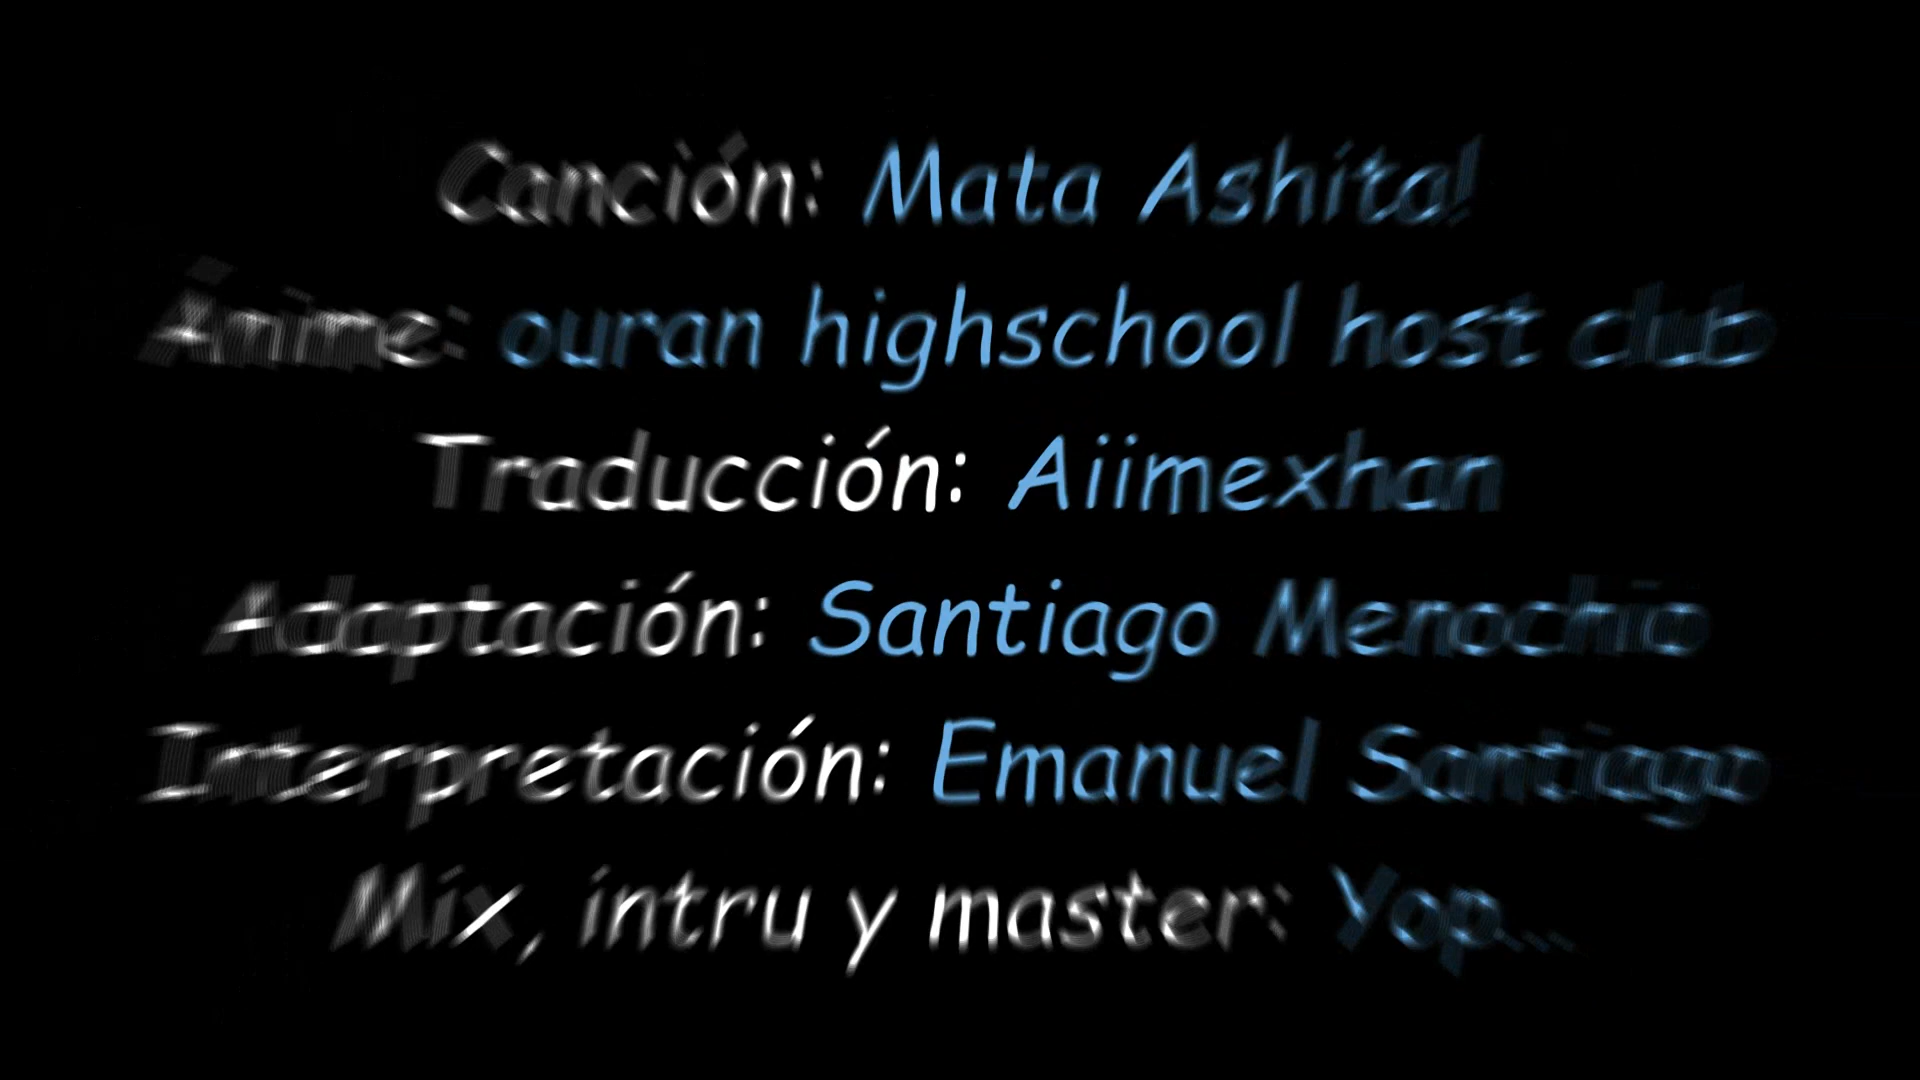 Canción: Mata Ashita!
Anime: ouran highschool host club
Traducción: Aiimexhan
Adaptación: Santiago Menochio
Interpretación: Emanuel Santiago
Mix, intru y master: Yop...